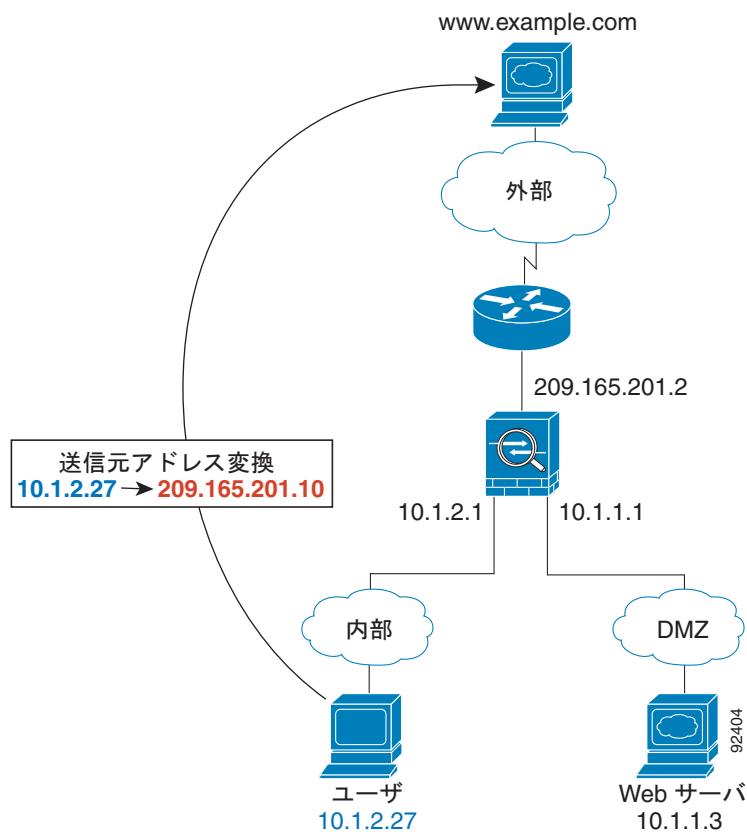 www.example.com
外部
209.165.201.2
送信元アドレス変換
10.1.2.27 → 209.165.201.10
10.1.2.1
10.1.1.1
内部
DMZ
ユーザ
10.1.2.27
Web サーバ
10.1.1.3
92404